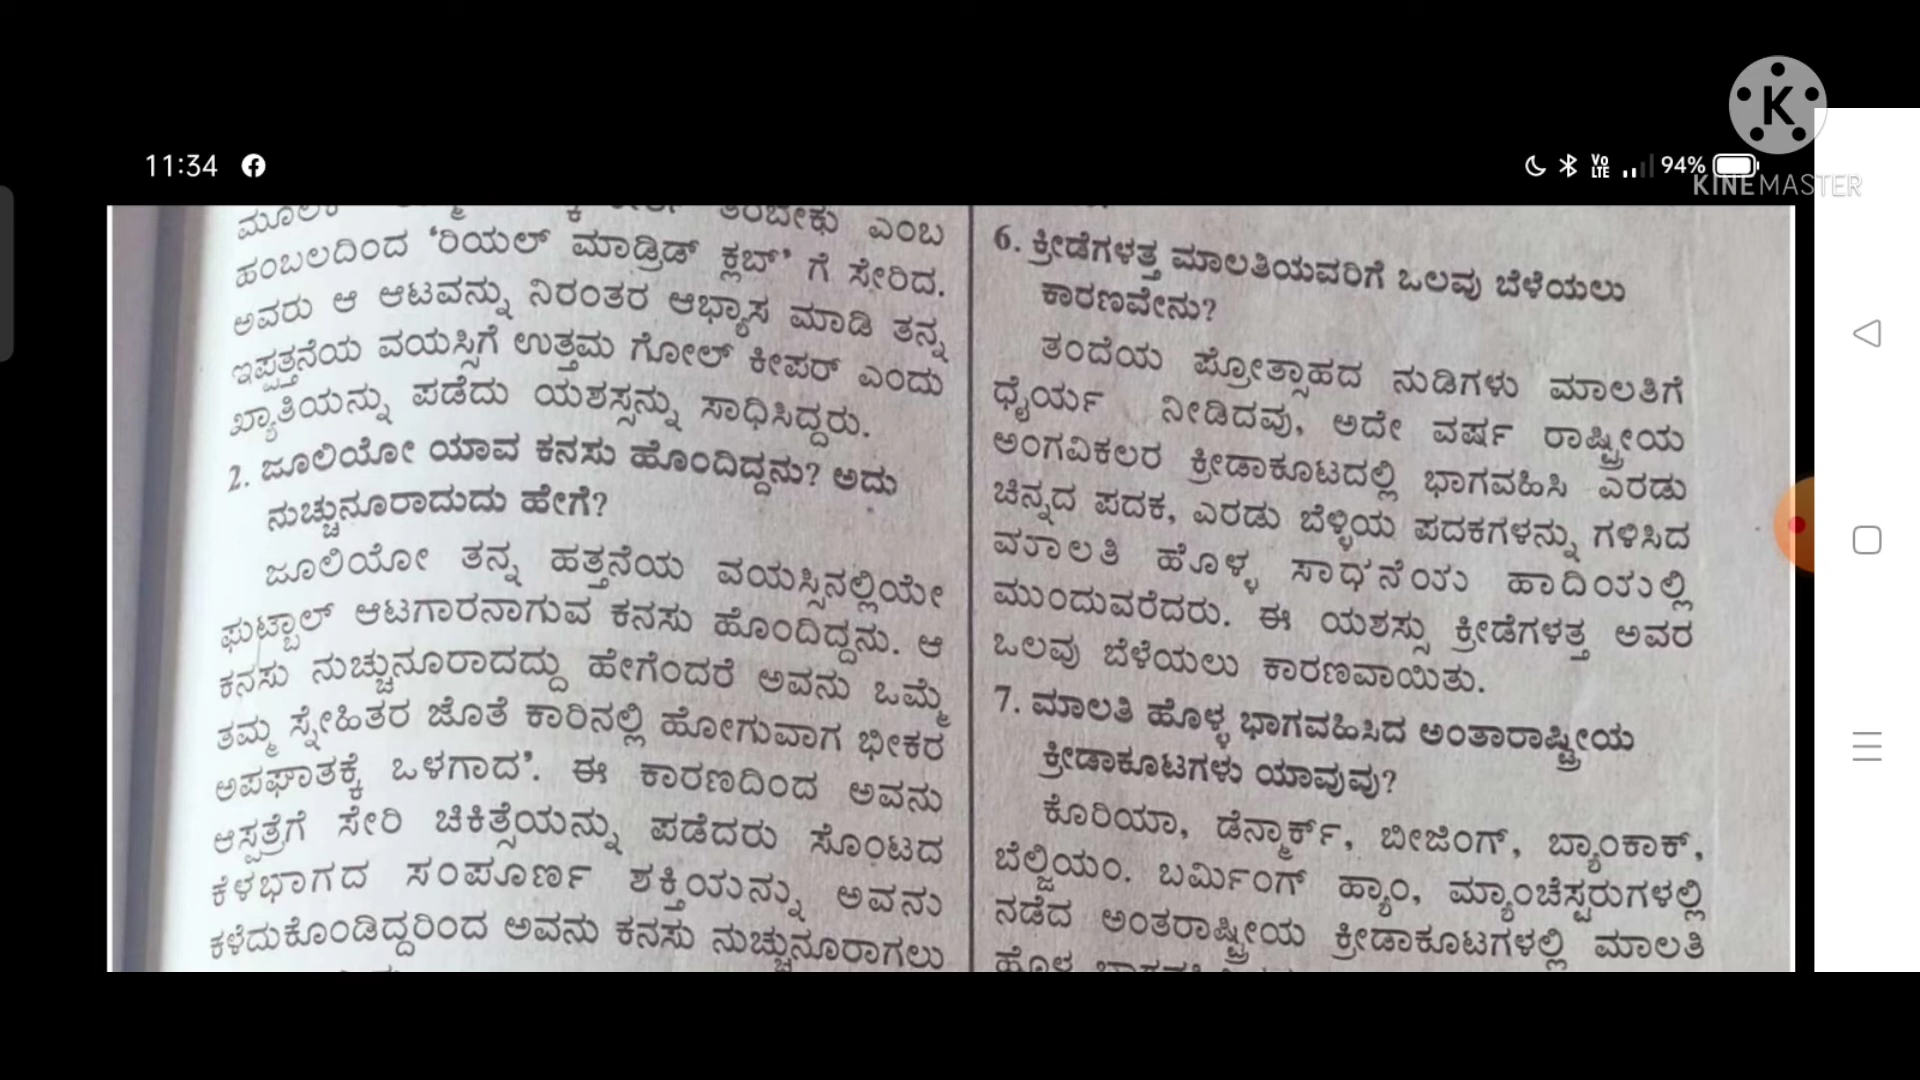 11:34
94%
K
KINEMASTER
ತರಬೇಕು ಎಂಬ
ಹಂಬಲದಿಂದ ‘ರಿಯಲ್ ಮಾಡ್ರಿಡ್ ಕ್ಲಬ್’ ಗೆ ಸೇರಿದ.
ಅವರು ಆ ಆಟವನ್ನು ನಿರಂತರ ಆಭ್ಯಾಸ ಮಾಡಿ ತನ್ನ
ಇಪ್ಪತ್ತನೆಯ ವಯಸ್ಸಿಗೆ ಉತ್ತಮ ಗೋಲ್ ಕೀಪರ್ ಎಂದು
ಖ್ಯಾತಿಯನ್ನು ಪಡೆದು ಯಶಸ್ಸನ್ನು ಸಾಧಿಸಿದ್ದರು.
2. ಜೂಲಿಯೋ ಯಾವ ಕನಸು ಹೊಂದಿದ್ದನು? ಅದು
ನುಚ್ಚುನೂರಾದುದು ಹೇಗೆ?
ಜೂಲಿಯೋ ತನ್ನ ಹತ್ತನೆಯ ವಯಸ್ಸಿನಲ್ಲಿಯೇ
ಫುಟ್ಬಾಲ್ ಆಟಗಾರನಾಗುವ ಕನಸು ಹೊಂದಿದ್ದನು. ಆ
ಕನಸು ನುಚ್ಚುನೂರಾದದ್ದು ಹೇಗೆಂದರೆ ಅವನು ಒಮ್ಮೆ
ತಮ್ಮ ಸ್ನೇಹಿತರ ಜೊತೆ ಕಾರಿನಲ್ಲಿ ಹೋಗುವಾಗ ಭೀಕರ
ಅಪಘಾತಕ್ಕೆ ಒಳಗಾದ’. ಈ ಕಾರಣದಿಂದ ಅವನು
ಆಸ್ಪತ್ರೆಗೆ ಸೇರಿ ಚಿಕಿತ್ಸೆಯನ್ನು ಪಡೆದರು ಸೊಂಟದ
ಕೆಳಭಾಗದ ಸಂಪೂರ್ಣ ಶಕ್ತಿಯನ್ನು ಅವನು
ಕಳೆದುಕೊಂಡಿದ್ದರಿಂದ ಅವನು ಕನಸು ನುಚ್ಚುನೂರಾಗಲು
6. ಕ್ರೀಡೆಗಳತ್ತ ಮಾಲತಿಯವರಿಗೆ ಒಲವು ಬೆಳೆಯಲು
ಕಾರಣವೇನು?
ತಂದೆಯ ಪ್ರೋತ್ಸಾಹದ ನುಡಿಗಳು ಮಾಲತಿಗೆ
ಧೈರ್ಯ ನೀಡಿದವು, ಅದೇ ವರ್ಷ ರಾಷ್ಟ್ರೀಯ
ಅಂಗವಿಕಲರ ಕ್ರೀಡಾಕೂಟದಲ್ಲಿ ಭಾಗವಹಿಸಿ ಎರಡು
ಚಿನ್ನದ ಪದಕ, ಎರಡು ಬೆಳ್ಳಿಯ ಪದಕಗಳನ್ನು ಗಳಿಸಿದ
ಮಾಲತಿ ಹೊಳ್ಳ ಸಾಧನೆಯ ಹಾದಿಯಲ್ಲಿ
ಮುಂದುವರೆದರು. ಈ ಯಶಸ್ಸು ಕ್ರೀಡೆಗಳತ್ತ ಅವರ
ಒಲವು ಬೆಳೆಯಲು ಕಾರಣವಾಯಿತು.
7. ಮಾಲತಿ ಹೊಳ್ಳ ಭಾಗವಹಿಸಿದ ಅಂತಾರಾಷ್ಟ್ರೀಯ
ಕ್ರೀಡಾಕೂಟಗಳು ಯಾವುವು?
ಕೊರಿಯಾ, ಡೆನ್ಮಾರ್ಕ್, ಬೀಜಿಂಗ್, ಬ್ಯಾಂಕಾಕ್,
ಬೆಲ್ಜಿಯಂ. ಬರ್ಮಿಂಗ್ ಹ್ಯಾಂ, ಮ್ಯಾಂಚೆಸ್ಟರುಗಳಲ್ಲಿ
ನಡೆದ ಅಂತರಾಷ್ಟ್ರೀಯ ಕ್ರೀಡಾಕೂಟಗಳಲ್ಲಿ ಮಾಲತಿ